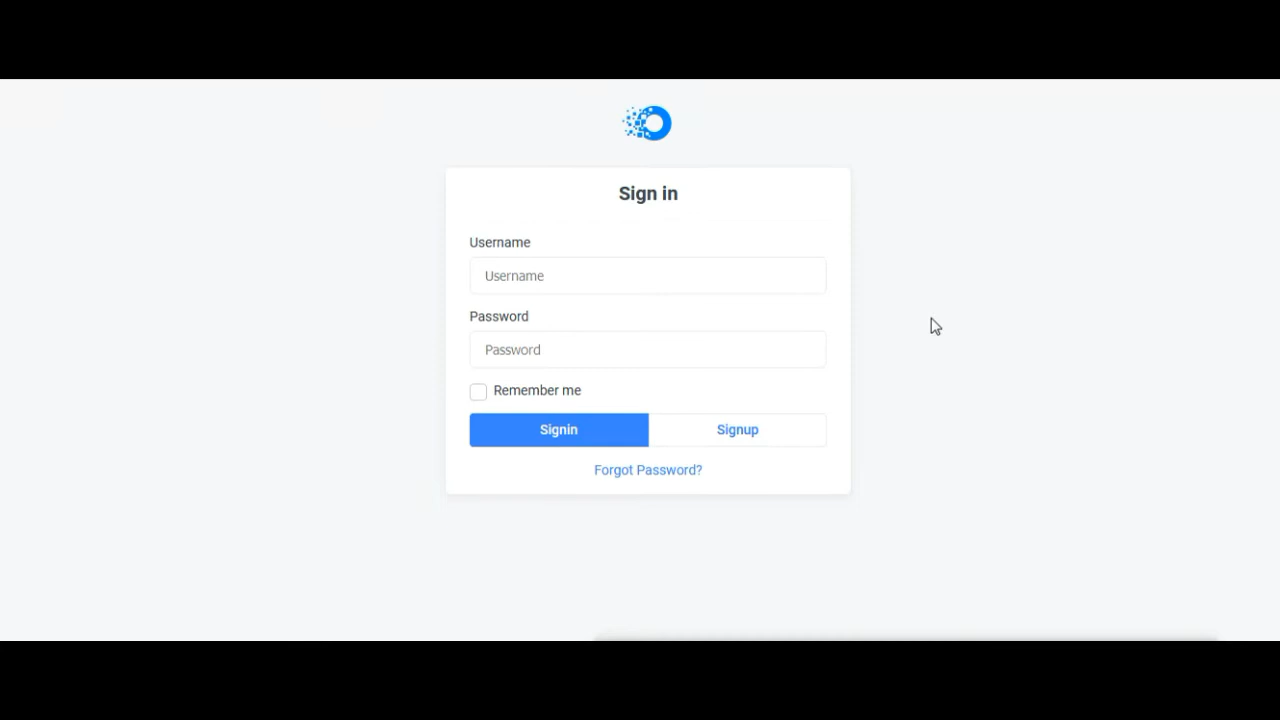 Sign in
Username
Username
Password
Password
Remember me
Signin Signup
Forgot Password?